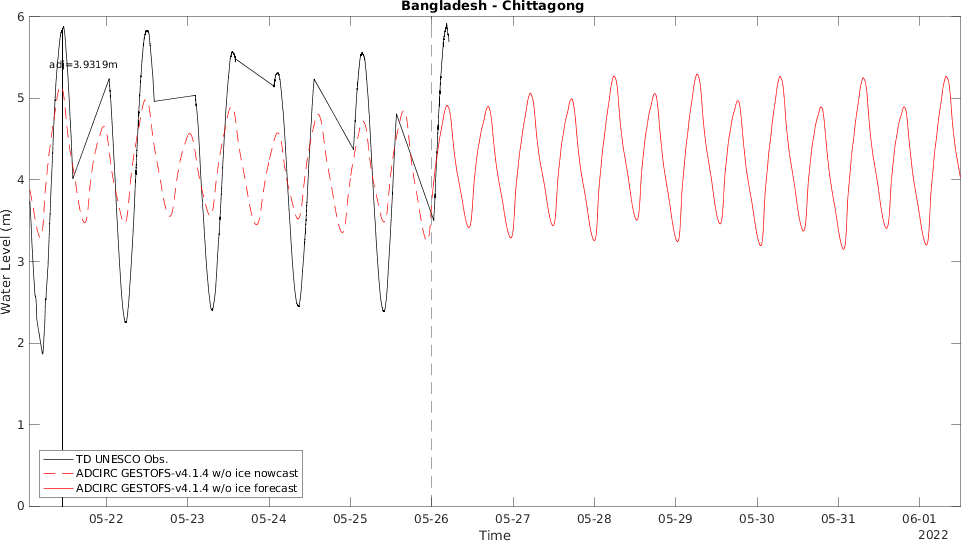 Bangladesh - Chittagong
6
5
4
3
2
1
0
Water Level (m)
adj=3.9319m
TD UNESCO Obs.
ADCIRC GESTOFS-v4.1.4 w/o ice nowcast
ADCIRC GESTOFS-v4.1.4 w/o ice forecast
05-22 05-23 05-24 05-25 05-26 05-27 05-28 05-29 05-30 05-31 06-01
Time
2022